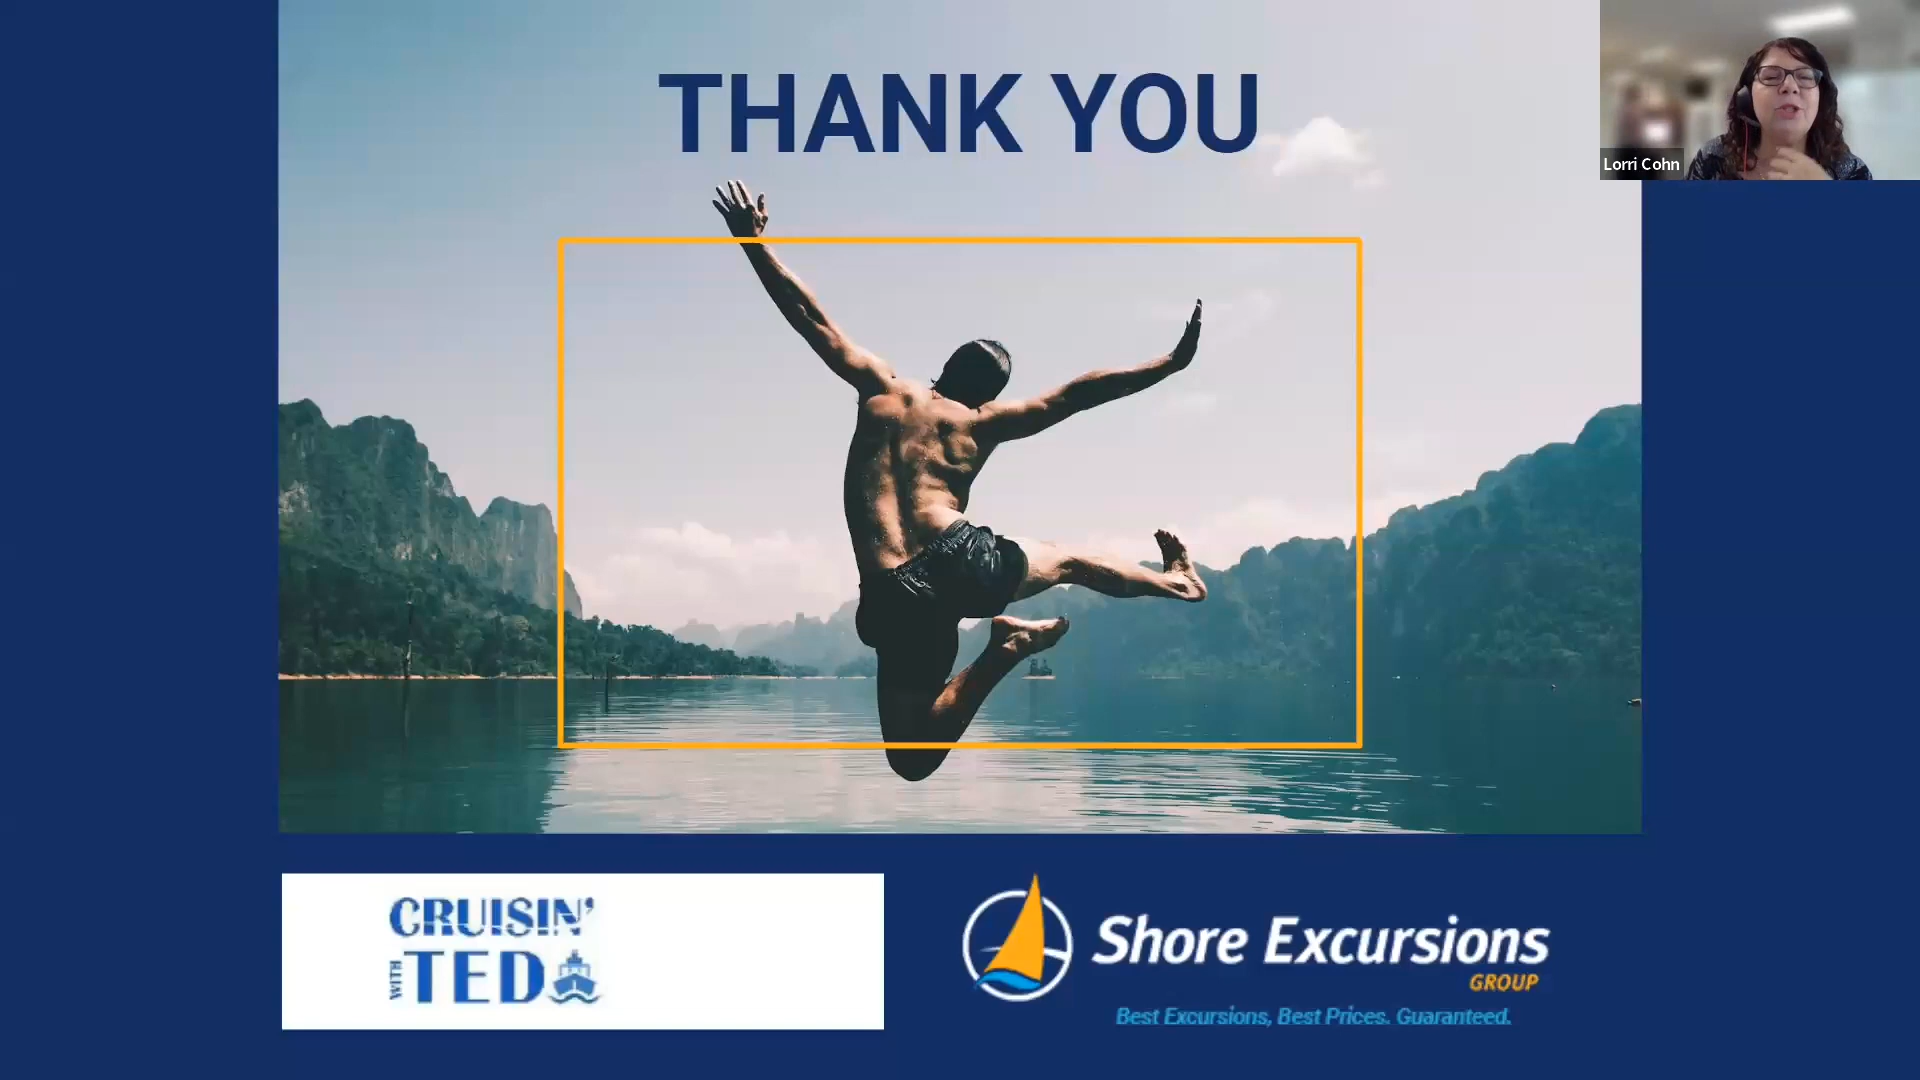 THANK YOU
Lorri Cohn
CRUISIN'
WITH TED
Shore Excursions
GROUP
Best Excursions, Best Prices. Guaranteed.